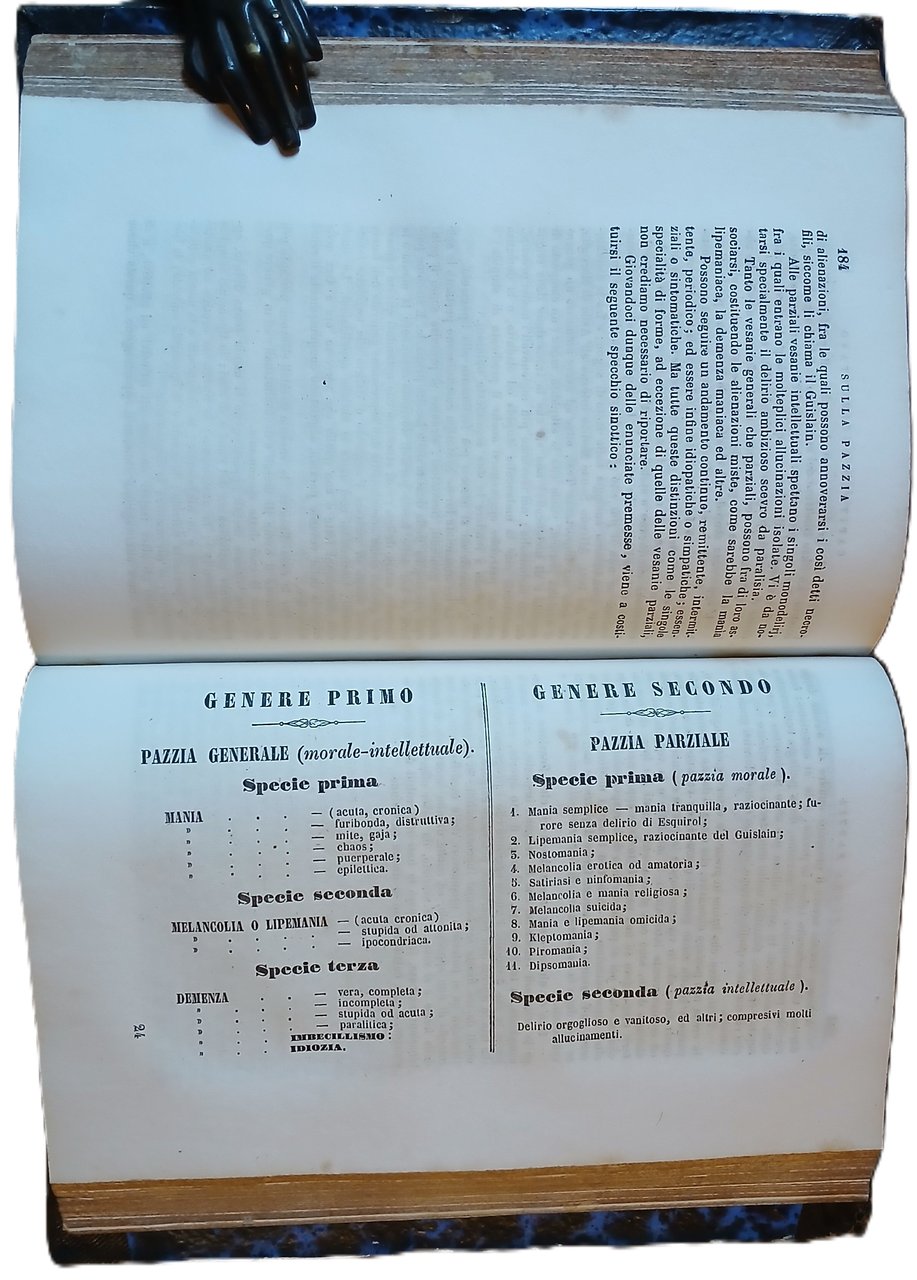 184 SULLA PAZZIA
di alienazioni, fra le quali possono annoverarsi i così detti necro-
fili, siccome li chiama il Guislain.
Alle parziali vesanie intellettuali spettano i singoli monodelirj,
fra i quali entrano le molteplici allucinazioni isolate. Vi è da no-
tarsi specialmente il delirio ambizioso scevro da paralisia.
Tanto le vesanie generali che parziali, possono fra di loro as-
sociarsi, costituendo le alienazioni miste, come sarebbe la mania
lipemaniaca, la demenza maniaca ed altre.
Possono seguire un andamento continuo, remittente, intermit-
tente, periodico; ed essere infine idiopatiche o simpatiche; essen-
ziali o sintomatiche. Ma tutte queste distinzioni come le singole
specialità di forme, ad eccezione di quelle delle vesanie parziali,
non crediamo necessario di riportare.
Giovandoci dunque delle enunciate premesse, viene a costi-
tuirsi il seguente specchio sinottico:
GENERE PRIMO
PAZZIA GENERALE (morale-intellettuale).
Specie prima
MANIA . . . — (acuta, cronica)
" . . . — furibonda, distruttiva;
" . . . — mite, gaja;
" . . . — chaos;
" . . . — puerperale;
" . . . — epilettica.
Specie seconda
MELANCOLIA O LIPEMANIA — (acuta cronica)
" . . . . — stupida od attonita;
" . . . . — ipocondriaca.
Specie terza
DEMENZA . . — vera, completa;
" . . . — incompleta;
" . . . — stupida od acuta;
" . . . — paralitica;
" . . IMBECILLISMO:
" . . IDIOZIA.
24
GENERE SECONDO
PAZZIA PARZIALE
Specie prima (pazzia morale).
1. Mania semplice — mania tranquilla, raziocinante; fu-
rore senza delirio di Esquirol;
2. Lipemania semplice, raziocinante del Guislain;
3. Nostomania;
4. Melancolia erotica od amatoria;
5. Satiriasi e ninfomania;
6. Melancolia e mania religiosa;
7. Melancolia suicida;
8. Mania e lipemania omicida;
9. Kleptomania;
10. Piromania;
11. Dipsomania.
Specie seconda (pazzia intellettuale).
Delirio orgoglioso e vanitoso, ed altri; compresivi molti
allucinamenti.